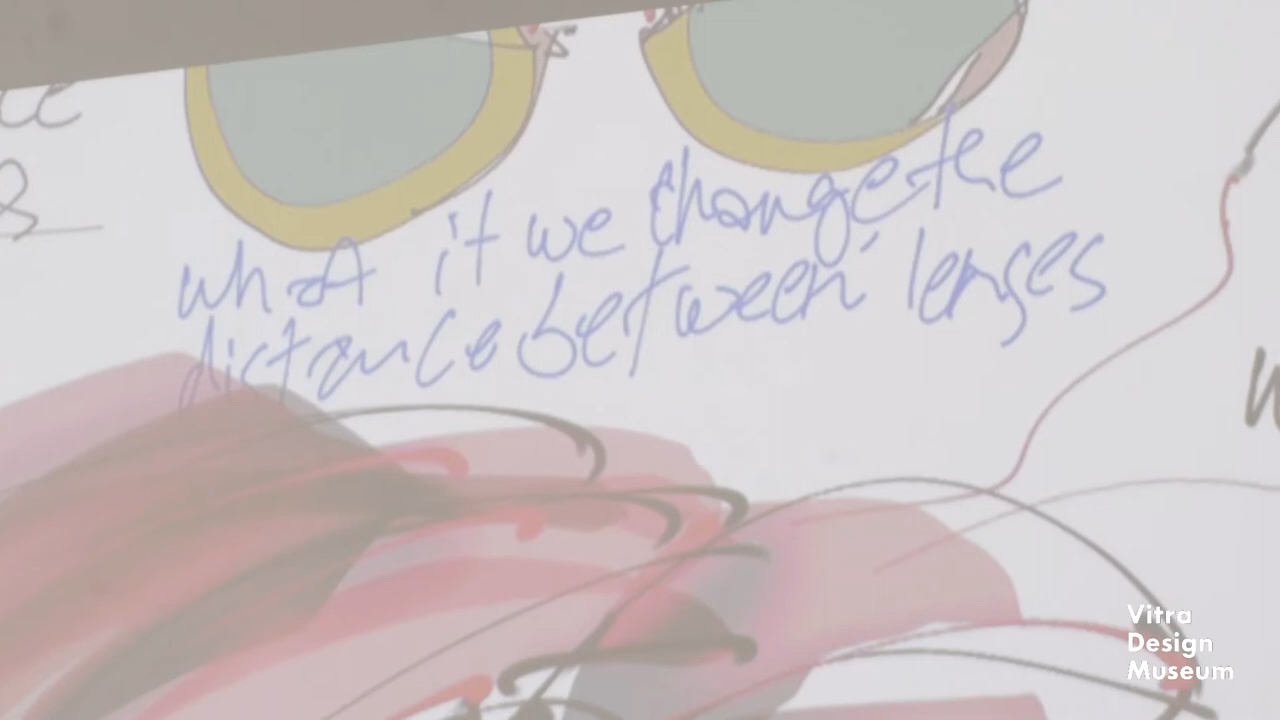 what if we change the
distance between lenses
Vitra
Design
Museum